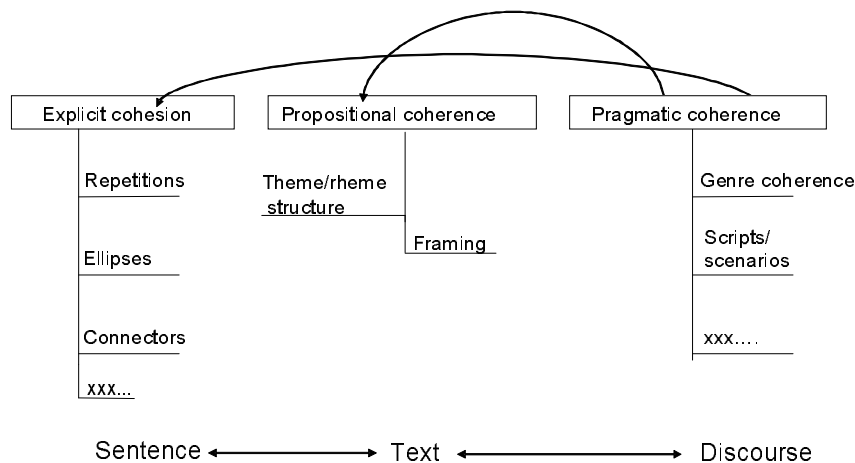 Explicit cohesion
Propositional coherence
Pragmatic coherence
Repetitions
Ellipses
Connectors
xxx...
Theme/rheme
structure
Framing
Genre coherence
Scripts/
scenarios
xxx....
Sentence
Text
Discourse